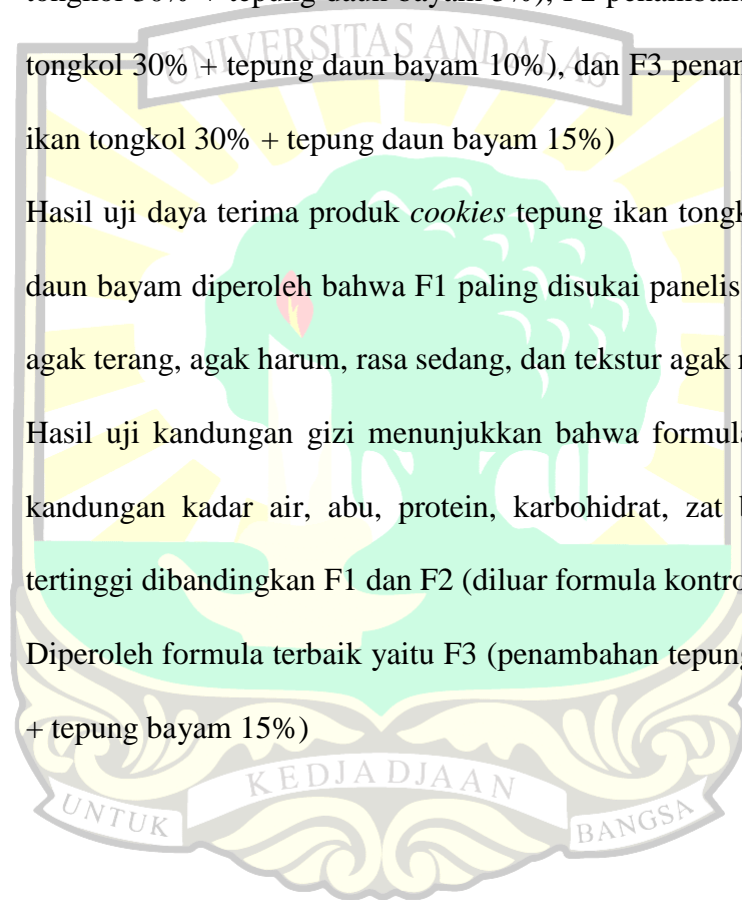 tongkol 30% + tepung daun bayam 5%), F2 penambahan
tongkol 30% + tepung daun bayam 10%), dan F3
ikan tongkol 30% + tepung daun bayam 15%)
Hasil uji daya terima produk cookies tepung ikan
daun bayam diperoleh bahwa F1 paling disukai panelis
agak terang, agak harum, rasa sedang, dan tekstur agak
Hasil uji kandungan gizi menunjukkan bahwa formula
kandungan kadar air, abu, protein, karbohidrat, zat
tertinggi dibandingkan F1 dan F2 (diluar formula
Diperoleh formula terbaik yaitu F3 (penambahan tepung
+ tepung bayam 15%)
UNIVERSITAS ANDALAS
UNTUK KEDJADJAAN BANGSA